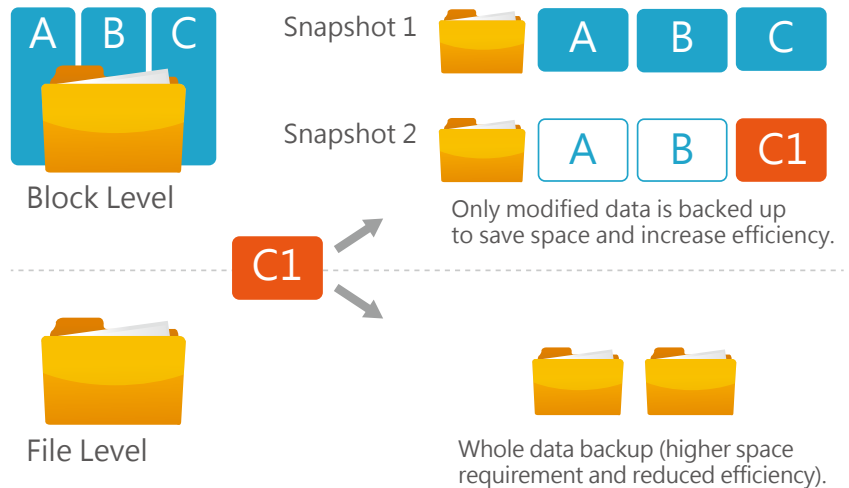 A B C
Block Level
Snapshot 1
A B C
Snapshot 2
A B C1
Only modified data is backed up
to save space and increase efficiency.
C1
File Level
Whole data backup (higher space
requirement and reduced efficiency).